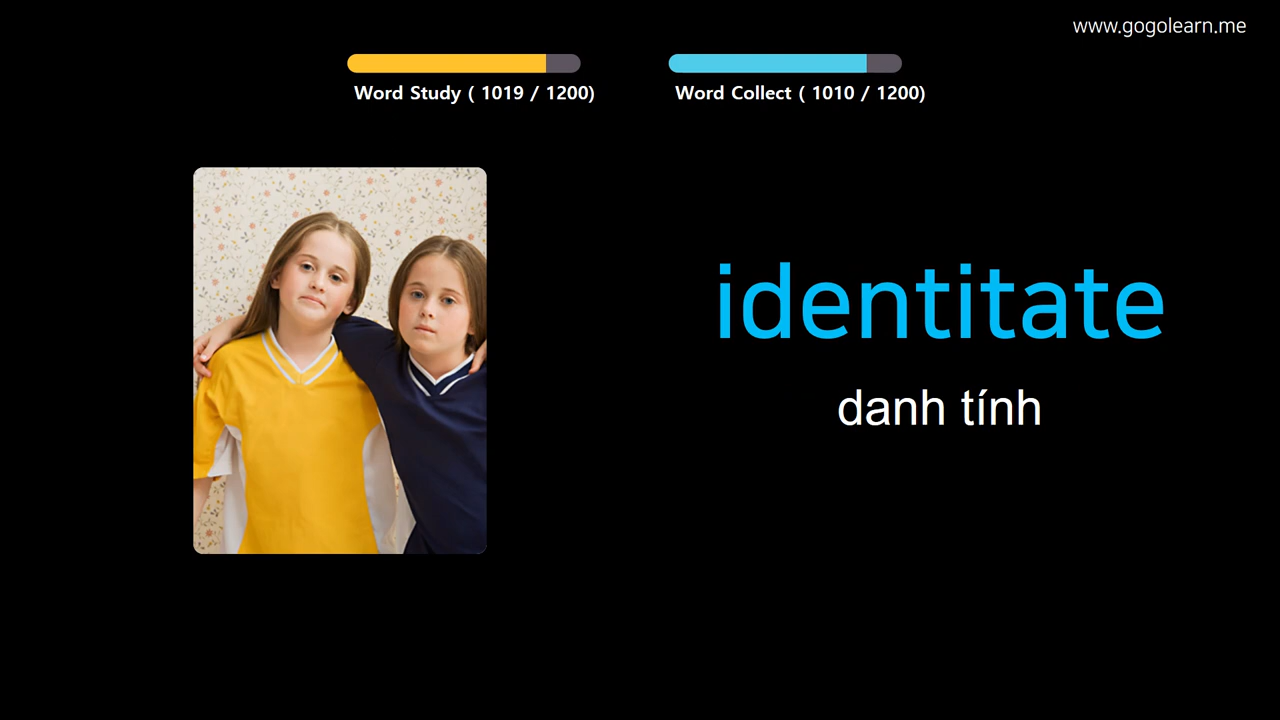 www.gogolearn.me
Word Study ( 1019 / 1200)
Word Collect ( 1010 / 1200)
identitate
danh tính